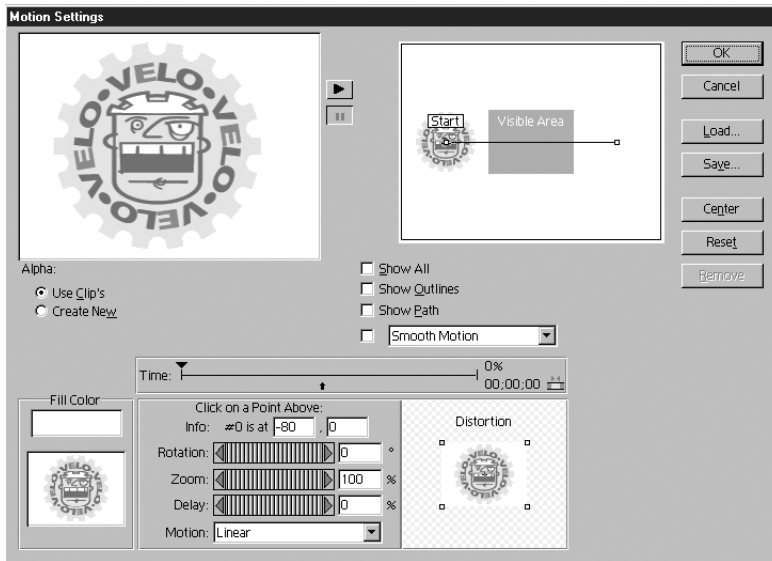 Motion Settings
VELO•VELO•VELO•VELO•
Start
Visible Area
OK
Cancel
Load...
Save...
Center
Reset
Remove
Alpha:
Use Clip's
Create New
Show All
Show Outlines
Show Path
Smooth Motion
Time:
0%
00;00;00
Fill Color
Click on a Point Above:
Info: #0 is at -80 , 0
Rotation: 0 °
Zoom: 100 %
Delay: 0 %
Motion: Linear
Distortion